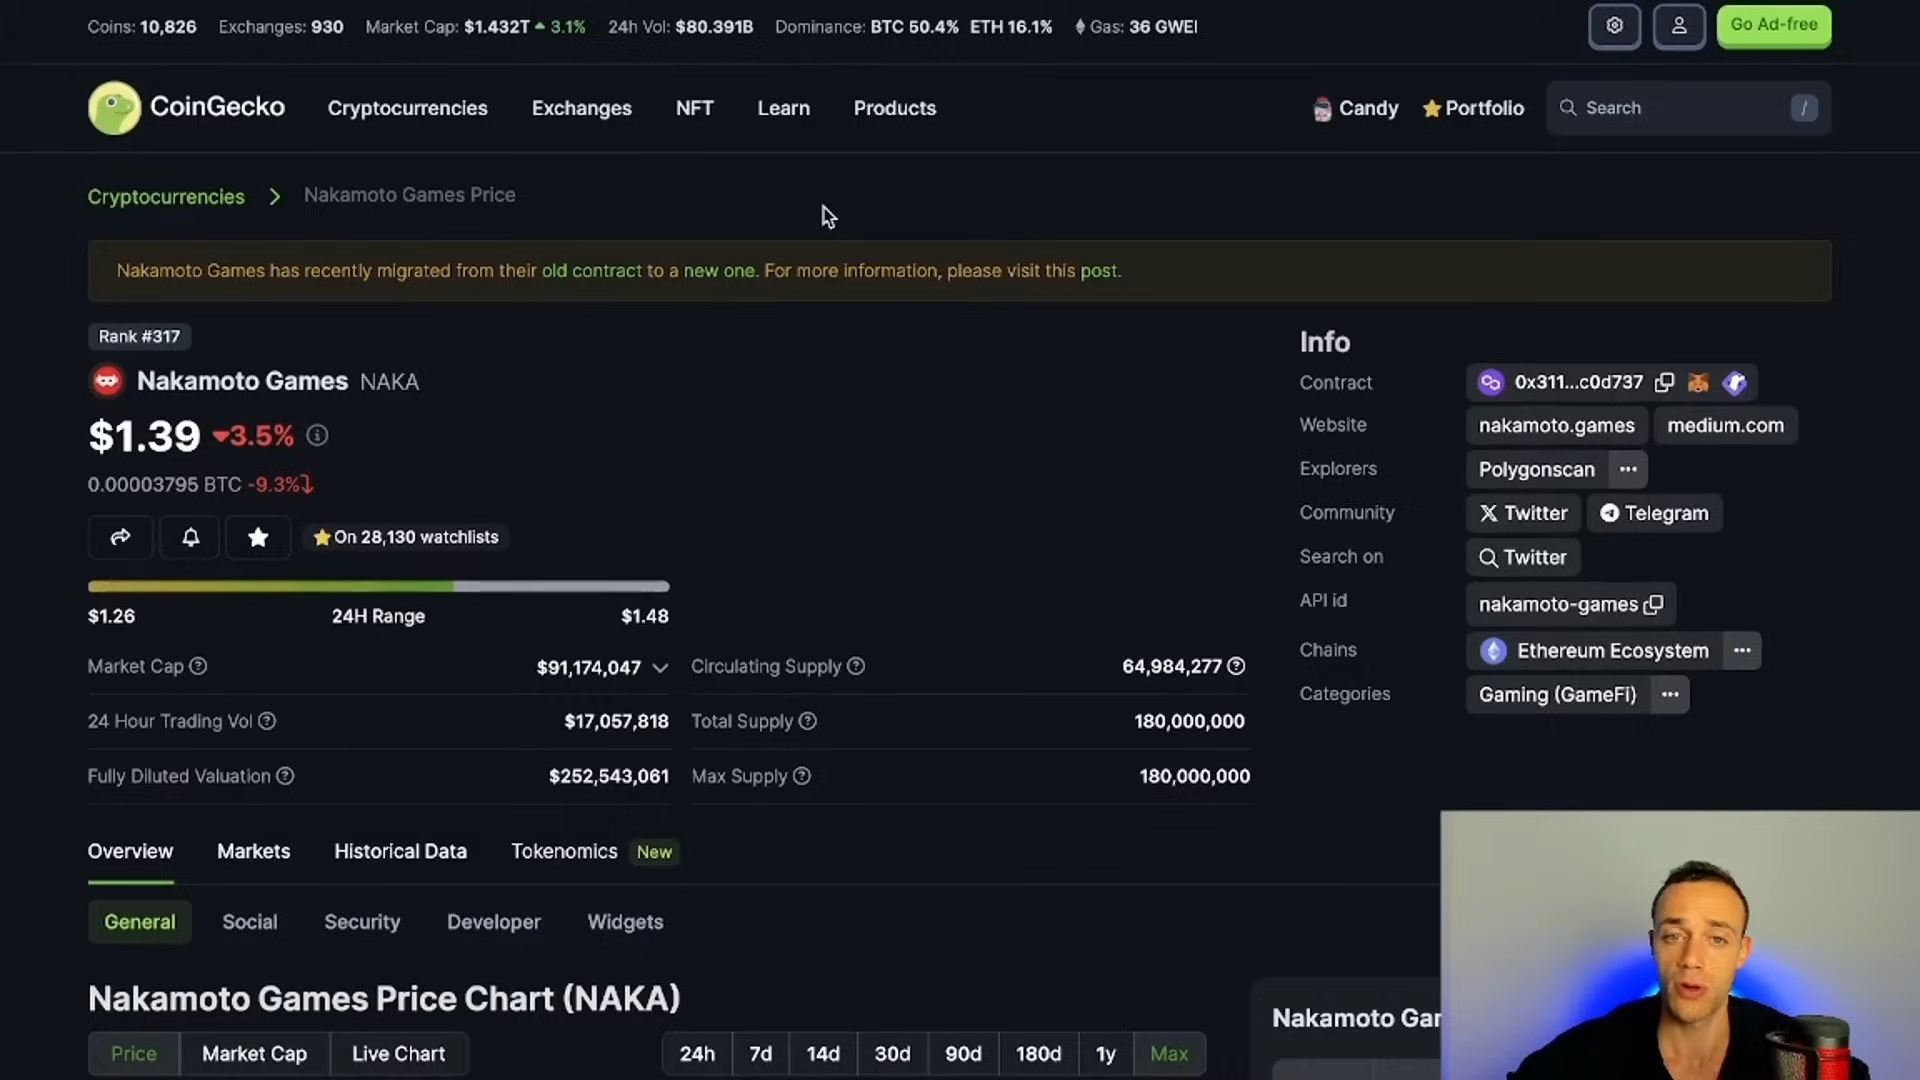 Coins: 10,826 Exchanges: 930 Market Cap: $1.432T 3.1% 24h Vol: $80.391B Dominance: BTC 50.4% ETH 16.1% Gas: 36 GWEI Go Ad-free
CoinGecko Cryptocurrencies Exchanges NFT Learn Products Candy Portfolio Search /
Cryptocurrencies > Nakamoto Games Price
Nakamoto Games has recently migrated from their old contract to a new one. For more information, please visit this post.
Rank #317
Nakamoto Games NAKA
$1.39 3.5%
0.00003795 BTC -9.3%
On 28,130 watchlists
$1.26 24H Range $1.48
Market Cap $91,174,047
24 Hour Trading Vol $17,057,818
Fully Diluted Valuation $252,543,061
Circulating Supply 64,984,277
Total Supply 180,000,000
Max Supply 180,000,000
Info
Contract 0x311...c0d737
Website nakamoto.games medium.com
Explorers Polygonscan ...
Community X Twitter Telegram
Search on Twitter
API id nakamoto-games
Chains Ethereum Ecosystem ...
Categories Gaming (GameFi) ...
Overview Markets Historical Data Tokenomics New
General Social Security Developer Widgets
Nakamoto Games Price Chart (NAKA)
Price Market Cap Live Chart 24h 7d 14d 30d 90d 180d 1y Max
Nakamoto Gar